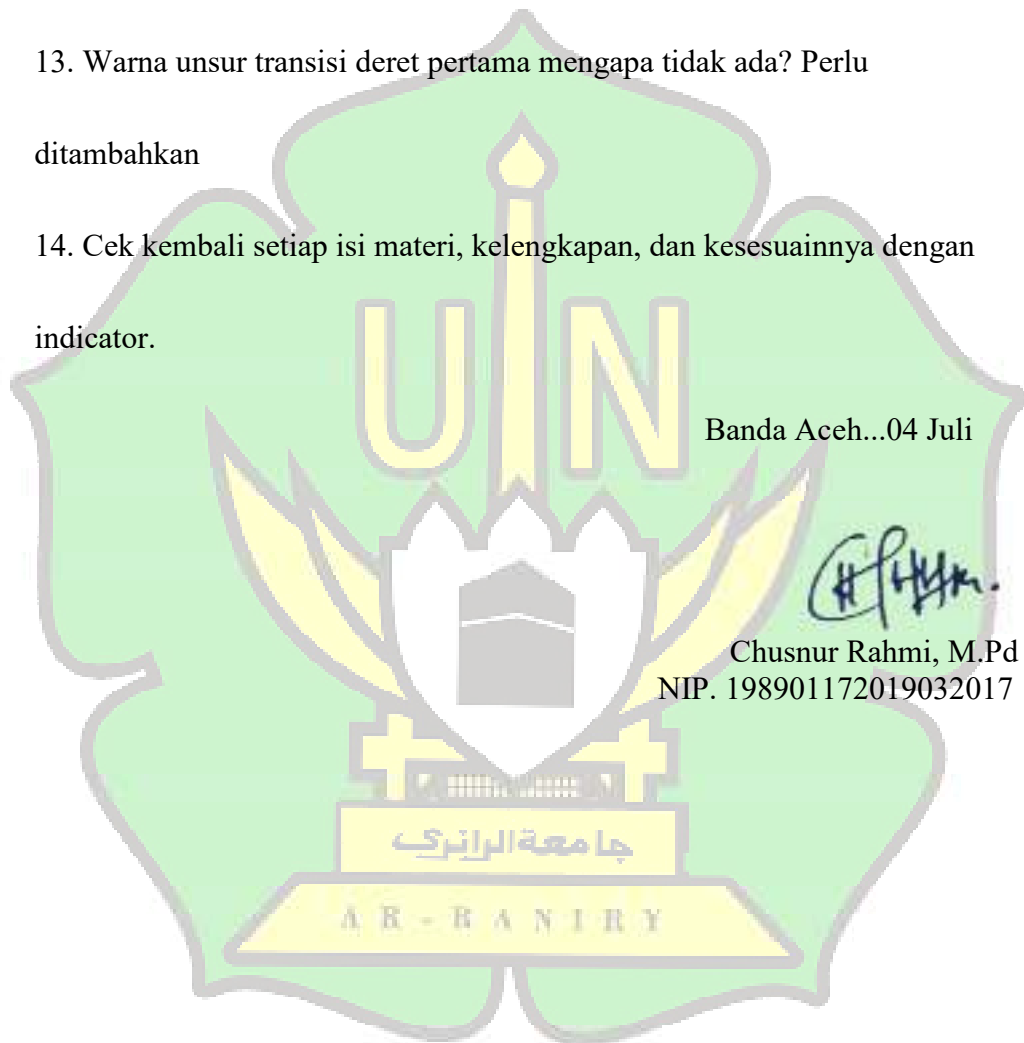 13. Warna unsur transisi deret pertama mengapa tidak ada? Perlu
ditambahkan
14. Cek kembali setiap isi materi, kelengkapan, dan kesesuainnya dengan
indicator.
UIN
Banda Aceh...04 Juli
Chusnur Rahmi, M.Pd
NIP. 198901172019032017
جامعة الرانري
AR-RANIRY